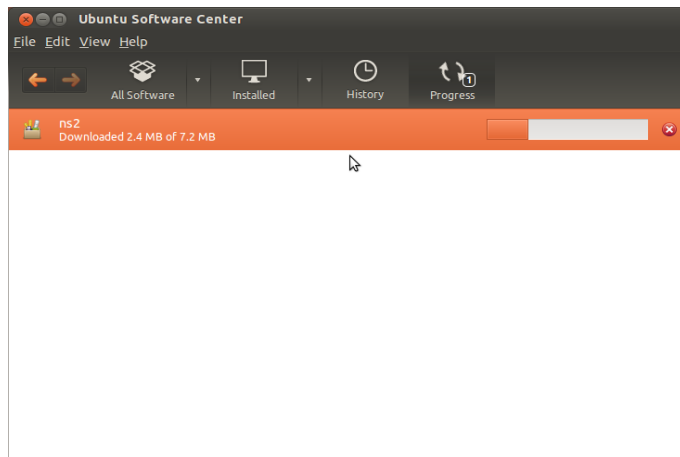 Ubuntu Software Center
File Edit View Help
All Software Installed History Progress
1
ns2
Downloaded 2.4 MB of 7.2 MB